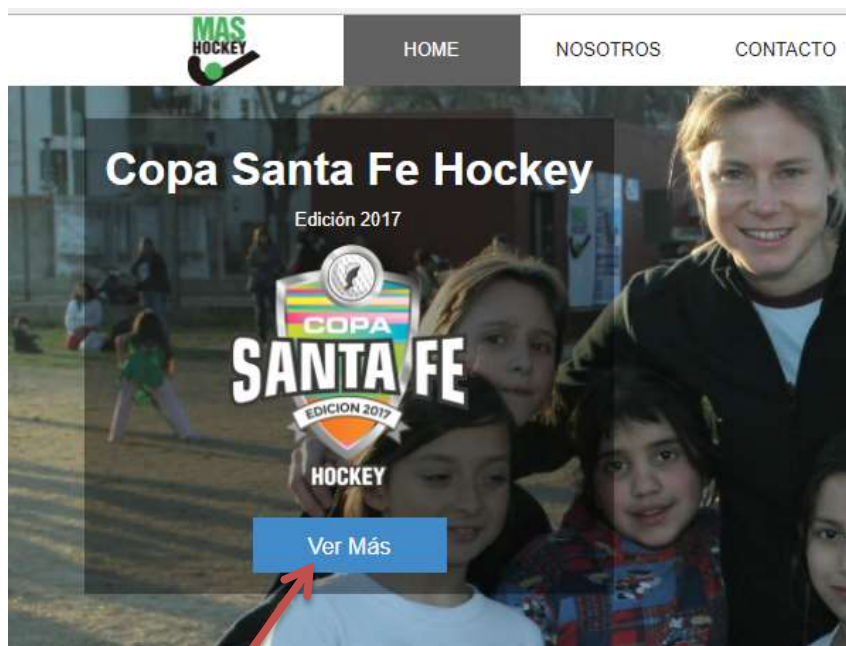 MAS
HOCKEY
HOME
NOSOTROS
CONTACTO
Copa Santa Fe Hockey
Edición 2017
COPA
SANTA FE
EDICION 2017
HOCKEY
Ver Más